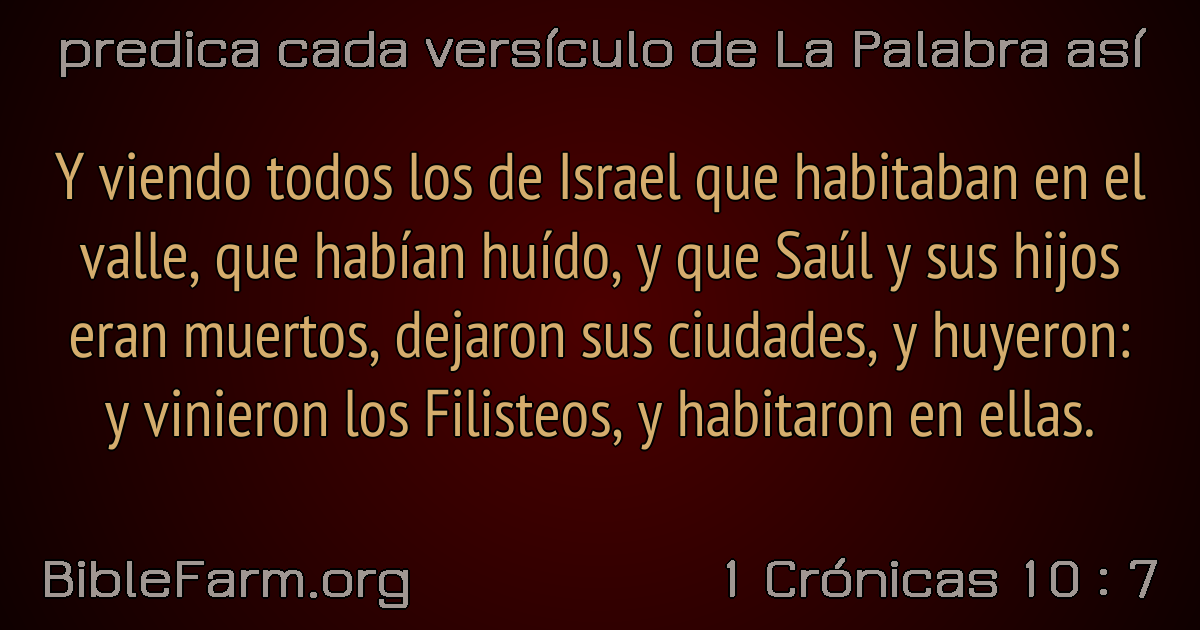 predica cada versículo de La Palabra así
Y viendo todos los de Israel que habitaban en el
valle, que habían huído, y que Saúl y sus hijos
eran muertos, dejaron sus ciudades, y huyeron:
y vinieron los Filisteos, y habitaron en ellas.
BibleFarm.org
1 Crónicas 10 : 7